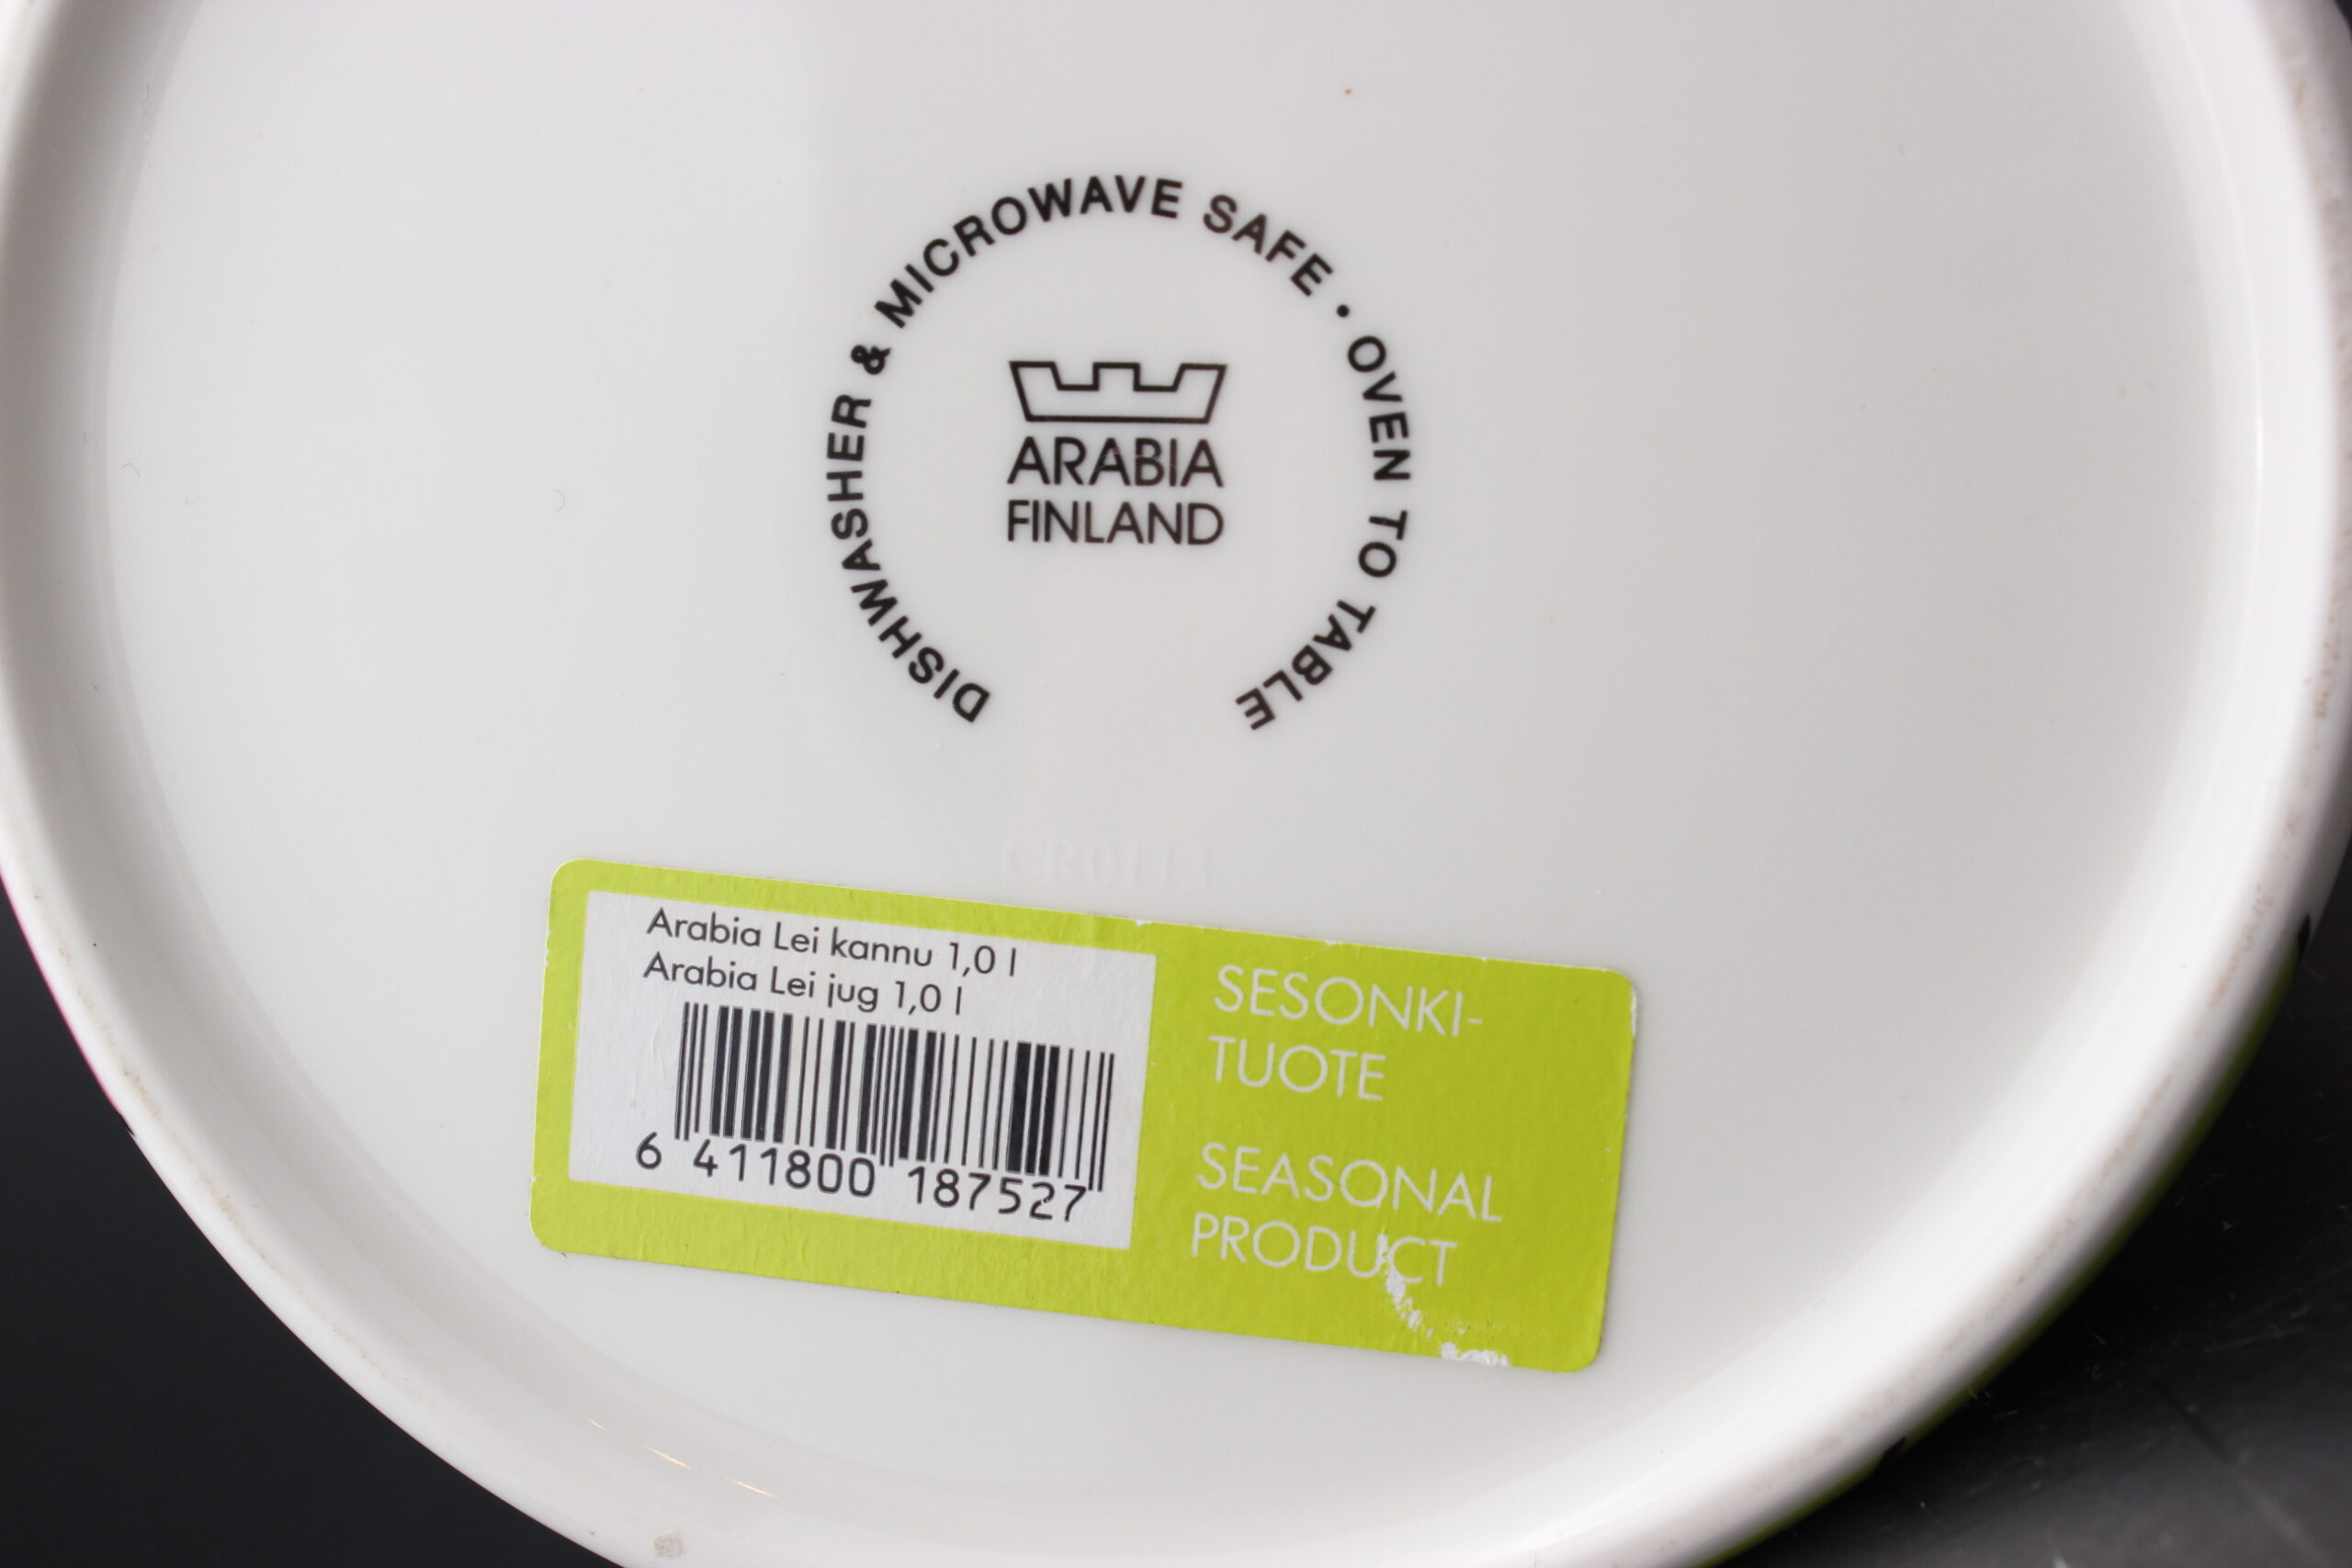 DISHWASHER & MICROWAVE SAFE • OVEN TO TABLE
ARABIA
FINLAND
Arabia Lei kannu 1,0 l
Arabia Lei jug 1,0 l
6 411800 187527
SESONKI-
TUOTE
SEASONAL
PRODUCT